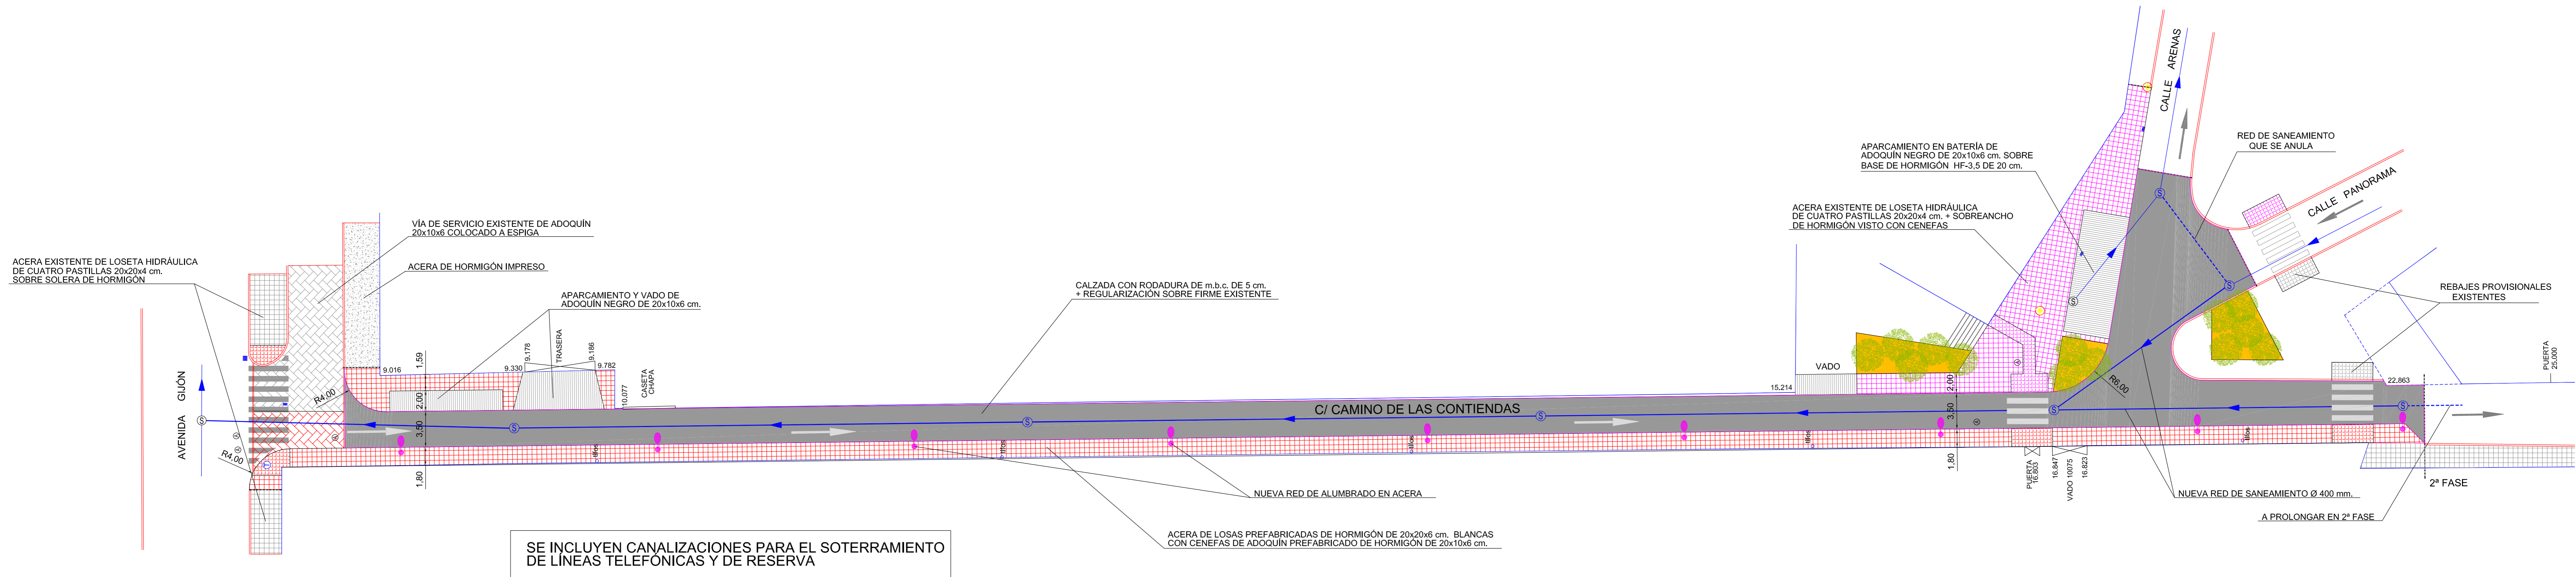 ACERA EXISTENTE DE LOSETA HIDRÁULICA
DE CUATRO PASTILLAS 20x20x4 cm.
SOBRE SOLERA DE HORMIGÓN
VÍA DE SERVICIO EXISTENTE DE ADOQUÍN
20x10x6 COLOCADO A ESPIGA
ACERA DE HORMIGÓN IMPRESO
APARCAMIENTO Y VADO DE
ADOQUÍN NEGRO DE 20x10x6 cm.
AVENIDA GIJÓN
S
R4.00
R4.00
9.016
1,59
2,00
3,50
1,80
9.330
9.178
TRASERA
9.186
9.782
10,077
CASETA
CHAPA
S
tlfos
CALZADA CON RODADURA DE m.b.c. DE 5 cm.
+ REGULARIZACIÓN SOBRE FIRME EXISTENTE
S
tlfos
C/ CAMINO DE LAS CONTIENDAS
S
tlfos
NUEVA RED DE ALUMBRADO EN ACERA
ACERA DE LOSAS PREFABRICADAS DE HORMIGÓN DE 20x20x6 cm. BLANCAS
CON CENEFAS DE ADOQUÍN PREFABRICADO DE HORMIGÓN DE 20x10x6 cm.
SE INCLUYEN CANALIZACIONES PARA EL SOTERRAMIENTO
DE LÍNEAS TELEFÓNICAS Y DE RESERVA
APARCAMIENTO EN BATERÍA DE
ADOQUÍN NEGRO DE 20x10x6 cm. SOBRE
BASE DE HORMIGÓN HF-3,5 DE 20 cm.
ACERA EXISTENTE DE LOSETA HIDRÁULICA
DE CUATRO PASTILLAS 20x20x4 cm. + SOBREANCHO
DE HORMIGÓN VISTO CON CENEFAS
CALLE ARENAS
RED DE SANEAMIENTO
QUE SE ANULA
CALLE PANORAMA
REBAJES PROVISIONALES
EXISTENTES
S
S
S
VADO
15.214
2,00
3,50
1,80
tlfos
R6,00
S
S
tlfos
22,863
PUERTA
25.000
PUERTA
16.803
16.847
VADO 10075
16.823
NUEVA RED DE SANEAMIENTO Ø 400 mm.
2ª FASE
A PROLONGAR EN 2ª FASE